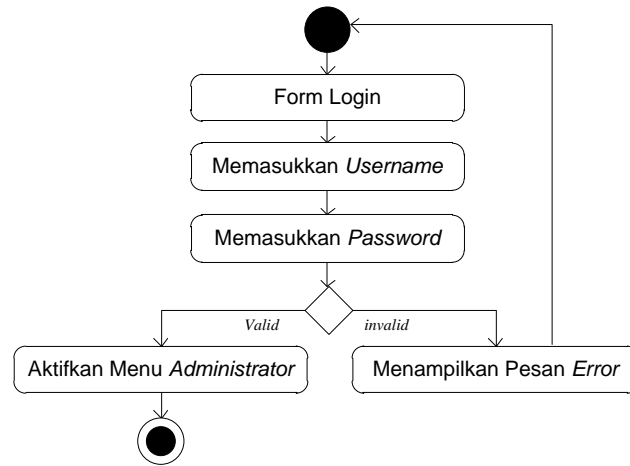 Form Login
Memasukkan Username
Memasukkan Password
Valid
invalid
Aktifkan Menu Administrator
Menampilkan Pesan Error